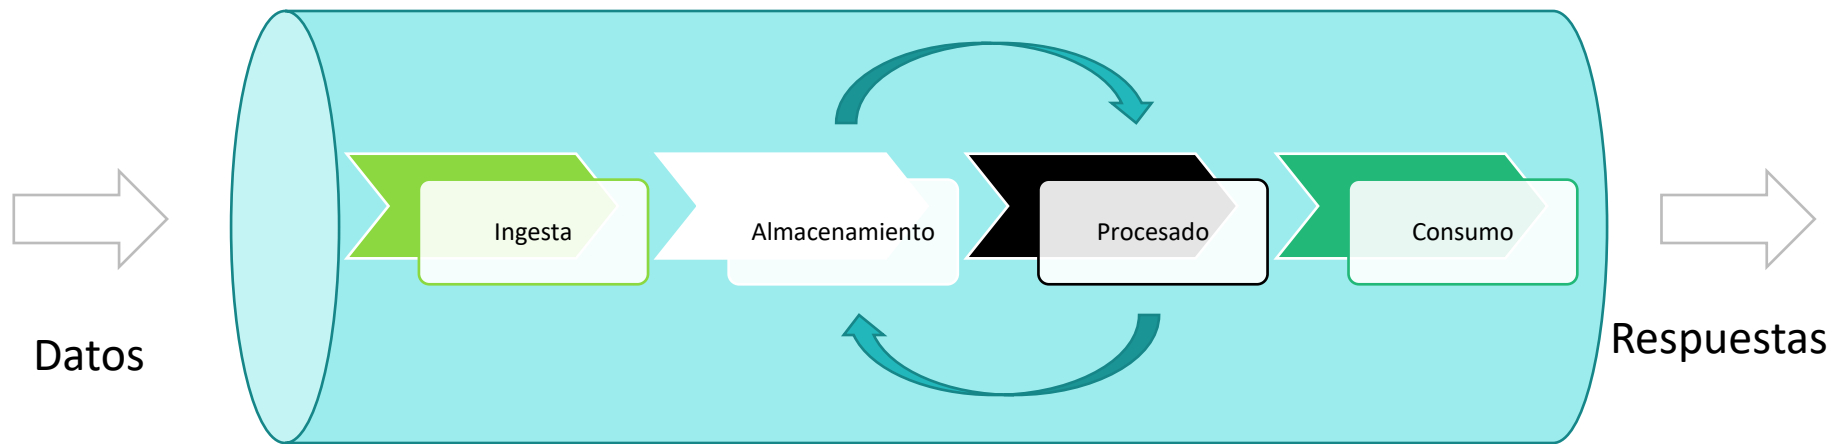 Datos
Ingesta
Almacenamiento
Procesado
Consumo
Respuestas